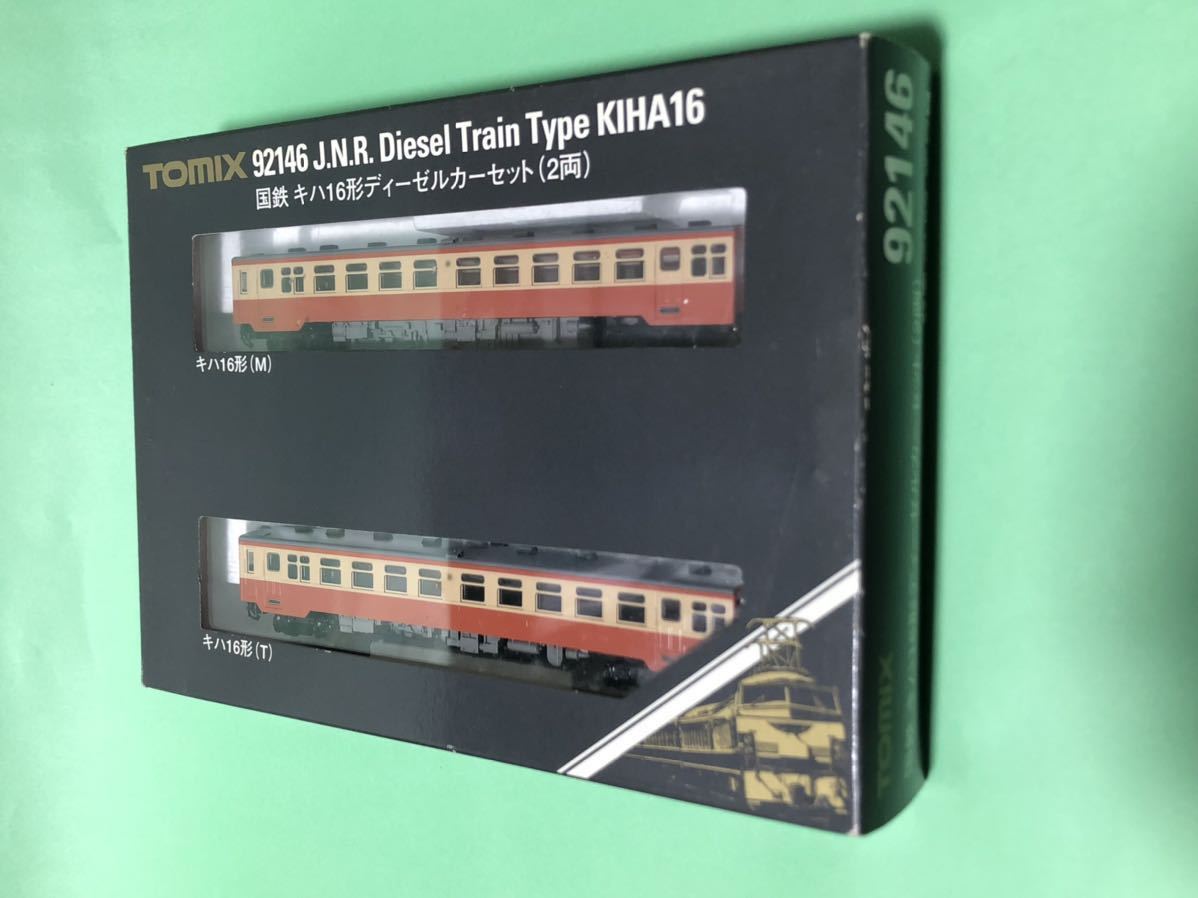 TOMIX 92146 J.N.R. Diesel Train Type KIHA16
国鉄 キハ16形ディーゼルカーセット(2両)
キハ16形(M)
キハ16形(T)
92146
TOMIX